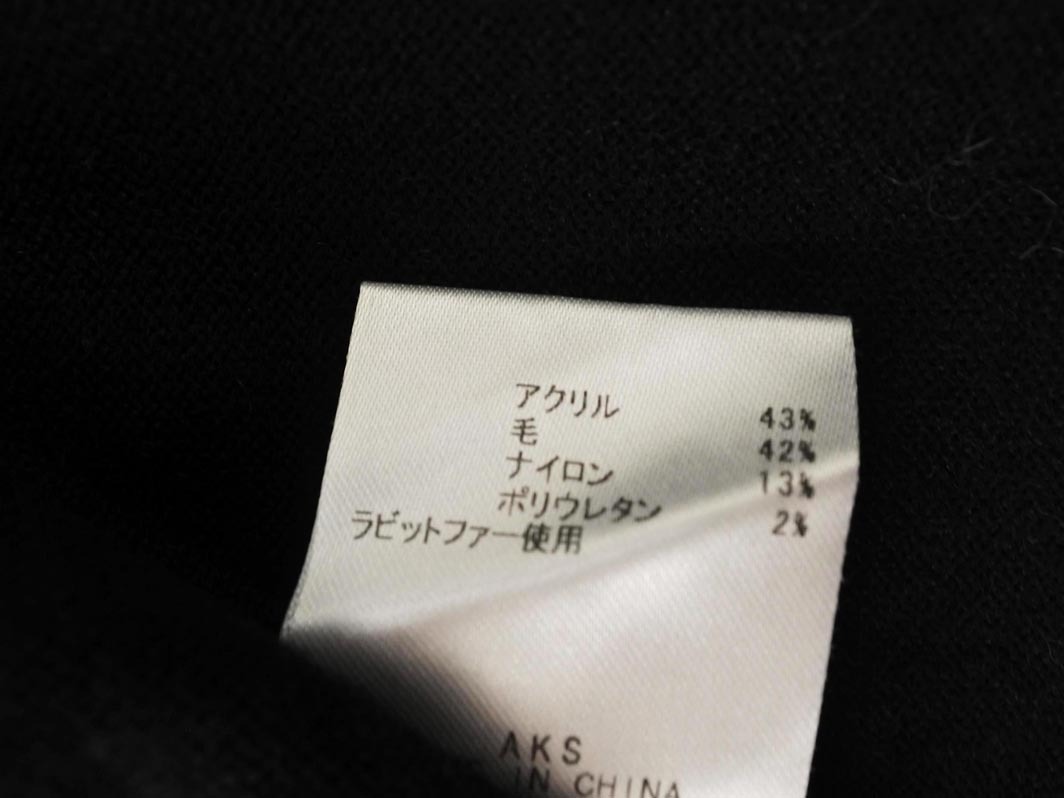 アクリル 43%
毛 42%
ナイロン 13%
ポリウレタン 2%
ラビットファー使用
AKS
IN CHINA